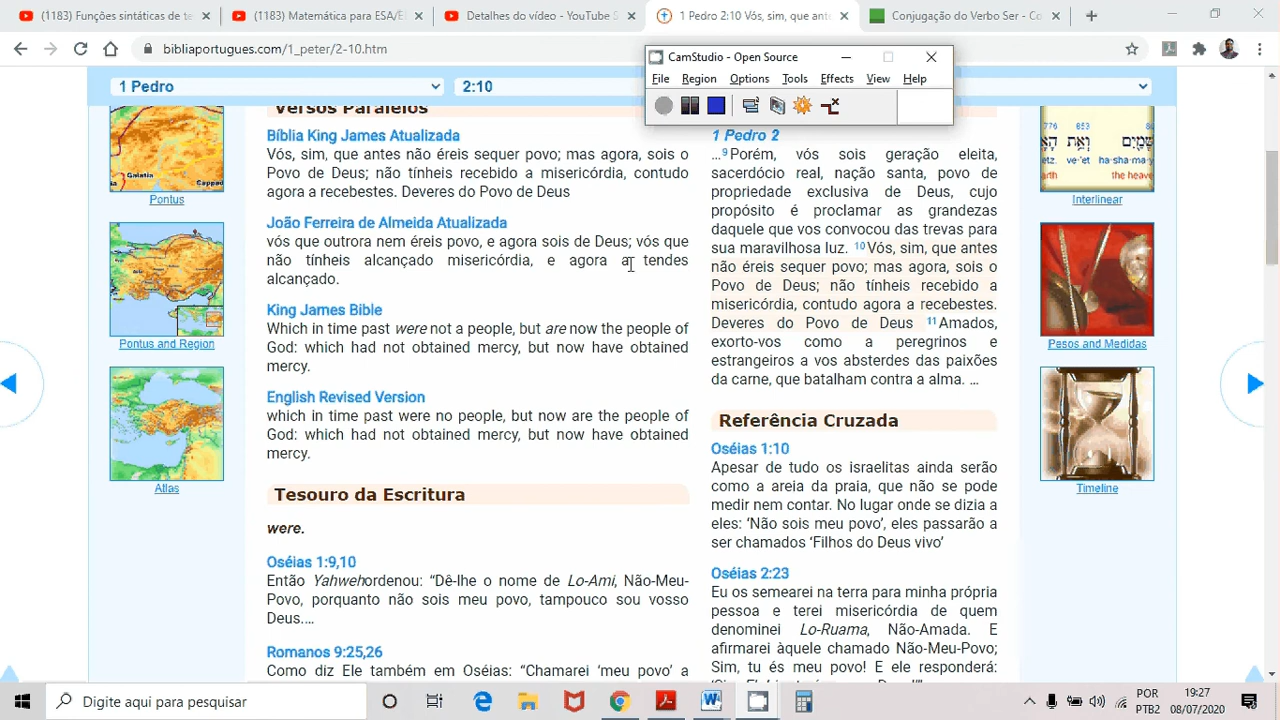 (1183) Funções sintáticas de te
(1183) Matemática para ESA/E
Detalhes do vídeo - YouTube S
1 Pedro 2:10 Vós, sim, que ante
Conjugação do Verbo Ser - Co
bibliaportugues.com/1_peter/2-10.htm
CamStudio - Open Source
File Region Options Tools Effects View Help
1 Pedro
2:10
Pontus
Pontus and Region
Atlas
Versos Paralelos
Bíblia King James Atualizada
Vós, sim, que antes não éreis sequer povo; mas agora, sois o
Povo de Deus; não tínheis recebido a misericórdia, contudo
agora a recebestes. Deveres do Povo de Deus
João Ferreira de Almeida Atualizada
vós que outrora nem éreis povo, e agora sois de Deus; vós que
não tínheis alcançado misericórdia, e agora a tendes
alcançado.
King James Bible
Which in time past were not a people, but are now the people of
God: which had not obtained mercy, but now have obtained
mercy.
English Revised Version
which in time past were no people, but now are the people of
God: which had not obtained mercy, but now have obtained
mercy.
Tesouro da Escritura
were.
Oséias 1:9,10
Então Yahwehordenou: “Dê-lhe o nome de Lo-Ami, Não-Meu-
Povo, porquanto não sois meu povo, tampouco sou vosso
Deus.…
Romanos 9:25,26
Como diz Ele também em Oséias: “Chamarei ‘meu povo’ a
1 Pedro 2
…9Porém, vós sois geração eleita,
sacerdócio real, nação santa, povo de
propriedade exclusiva de Deus, cujo
propósito é proclamar as grandezas
daquele que vos convocou das trevas para
sua maravilhosa luz. 10Vós, sim, que antes
não éreis sequer povo; mas agora, sois o
Povo de Deus; não tínheis recebido a
misericórdia, contudo agora a recebestes.
Deveres do Povo de Deus 11Amados,
exorto-vos como a peregrinos e
estrangeiros a vos absterdes das paixões
da carne, que batalham contra a alma. …
Referência Cruzada
Oséias 1:10
Apesar de tudo os israelitas ainda serão
como a areia da praia, que não se pode
medir nem contar. No lugar onde se dizia a
eles: ‘Não sois meu povo’, eles passarão a
ser chamados ‘Filhos do Deus vivo’
Oséias 2:23
Eu os semearei na terra para minha própria
pessoa e terei misericórdia de quem
denominei Lo-Ruama, Não-Amada. E
afirmarei àquele chamado Não-Meu-Povo;
Sim, tu és meu povo! E ele responderá:
776 853
ve·’et ha·sha·ma·y
arth the heave
Interlinear
Pesos and Medidas
Timeline
Digite aqui para pesquisar
POR
PTB2
19:27
08/07/2020